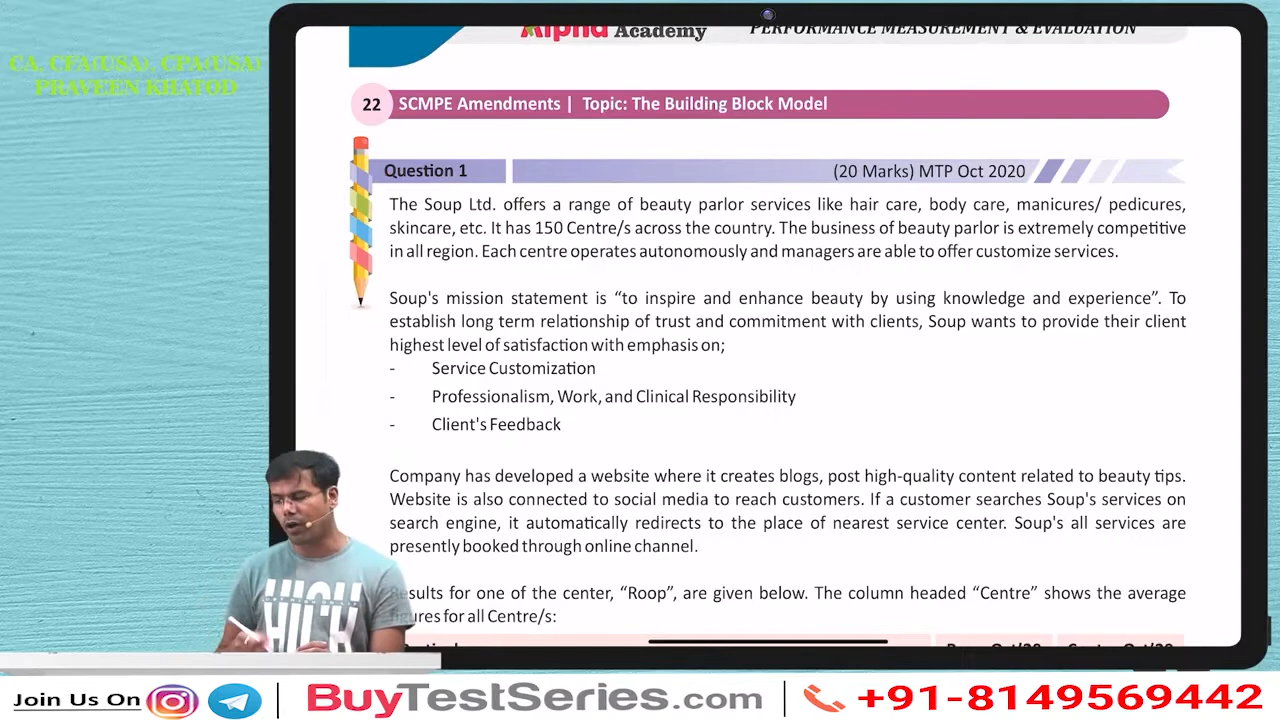 CA, CFA(USA), CPA(USA)
PRAVEEN KHATOD
Alpha Academy
PERFORMANCE MEASUREMENT & EVALUATION
22 SCMPE Amendments | Topic: The Building Block Model
Question 1
(20 Marks) MTP Oct 2020
The Soup Ltd. offers a range of beauty parlor services like hair care, body care, manicures/ pedicures,
skincare, etc. It has 150 Centre/s across the country. The business of beauty parlor is extremely competitive
in all region. Each centre operates autonomously and managers are able to offer customize services.
Soup's mission statement is “to inspire and enhance beauty by using knowledge and experience”. To
establish long term relationship of trust and commitment with clients, Soup wants to provide their client
highest level of satisfaction with emphasis on;
- Service Customization
- Professionalism, Work, and Clinical Responsibility
- Client's Feedback
Company has developed a website where it creates blogs, post high-quality content related to beauty tips.
Website is also connected to social media to reach customers. If a customer searches Soup's services on
search engine, it automatically redirects to the place of nearest service center. Soup's all services are
presently booked through online channel.
esults for one of the center, “Roop”, are given below. The column headed “Centre” shows the average
figures for all Centre/s:
HIGH
Join Us On
BuyTestSeries.com
+91-8149569442